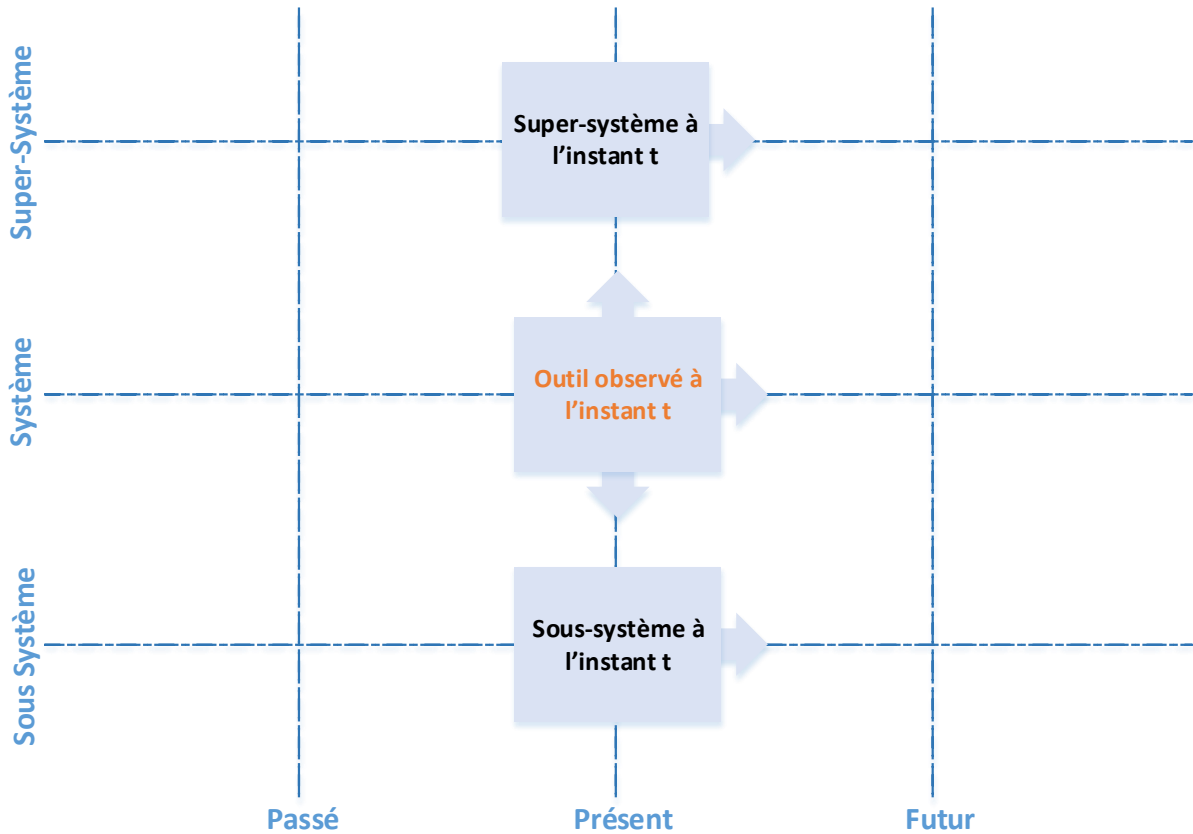 Super-Système
Super-système à
l’instant t
Système
Outil observé à
l’instant t
Sous Système
Sous-système à
l’instant t
Passé
Présent
Futur